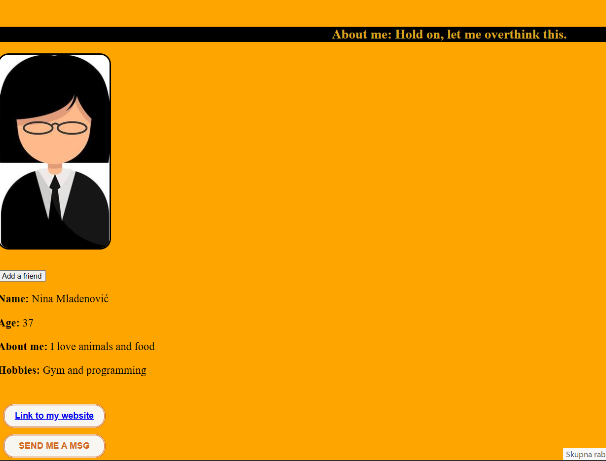 About me: Hold on, let me overthink this.
Add a friend
Name: Nina Mladenović
Age: 37
About me: I love animals and food
Hobbies: Gym and programming
Link to my website
SEND ME A MSG
Skupna rab